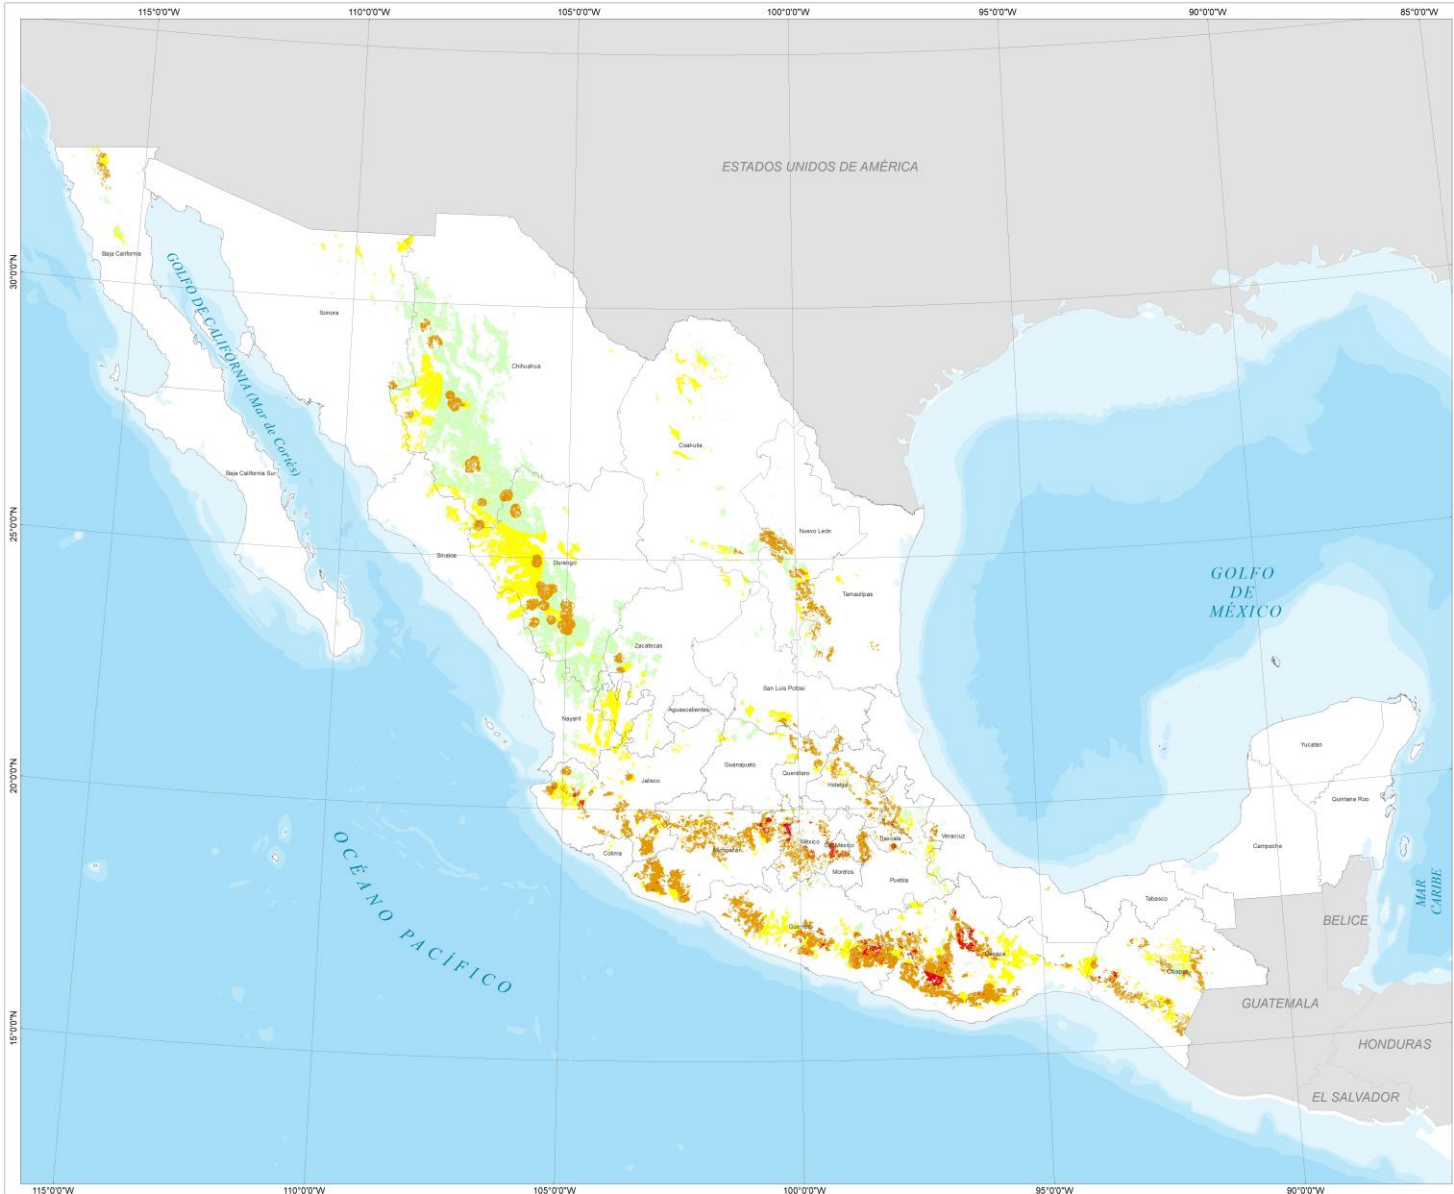 115°0'0"W 110°0'0"W 105°0'0"W 100°0'0"W 95°0'0"W 90°0'0"W 85°0'0"W
ESTADOS UNIDOS DE AMÉRICA
Baja California
30°0'0"N
GOLFO DE CALIFORNIA (Mar de Cortés)
Sonora
Chihuahua
Coahuila
Baja California Sur
25°0'0"N
Nuevo León
Sinaloa
Durango
GOLFO
DE
MÉXICO
Tamaulipas
Zacatecas
San Luis Potosí
Aguascalientes
Nayarit
Yucatán
20°0'0"N
Guanajuato
Querétaro
Jalisco
Hidalgo
Quintana Roo
Tlaxcala
Veracruz
México
Michoacán
Campeche
Colima
Morelos
Puebla
OCÉANO PACÍFICO
MAR
CARIBE
Tabasco
BELICE
Guerrero
Oaxaca
Chiapas
GUATEMALA
15°0'0"N
HONDURAS
EL SALVADOR
115°0'0"W 110°0'0"W 105°0'0"W 100°0'0"W 95°0'0"W 90°0'0"W